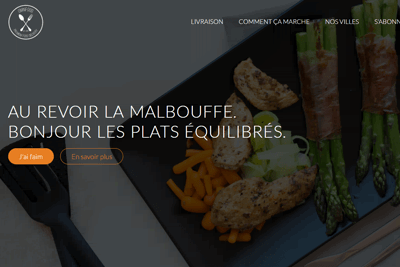 LIVRAISON COMMENT ÇA MARCHE NOS VILLES S'ABON
AU REVOIR LA MALBOUFFE.
BONJOUR LES PLATS ÉQUILIBRÉS.
J'ai faim En savoir plus